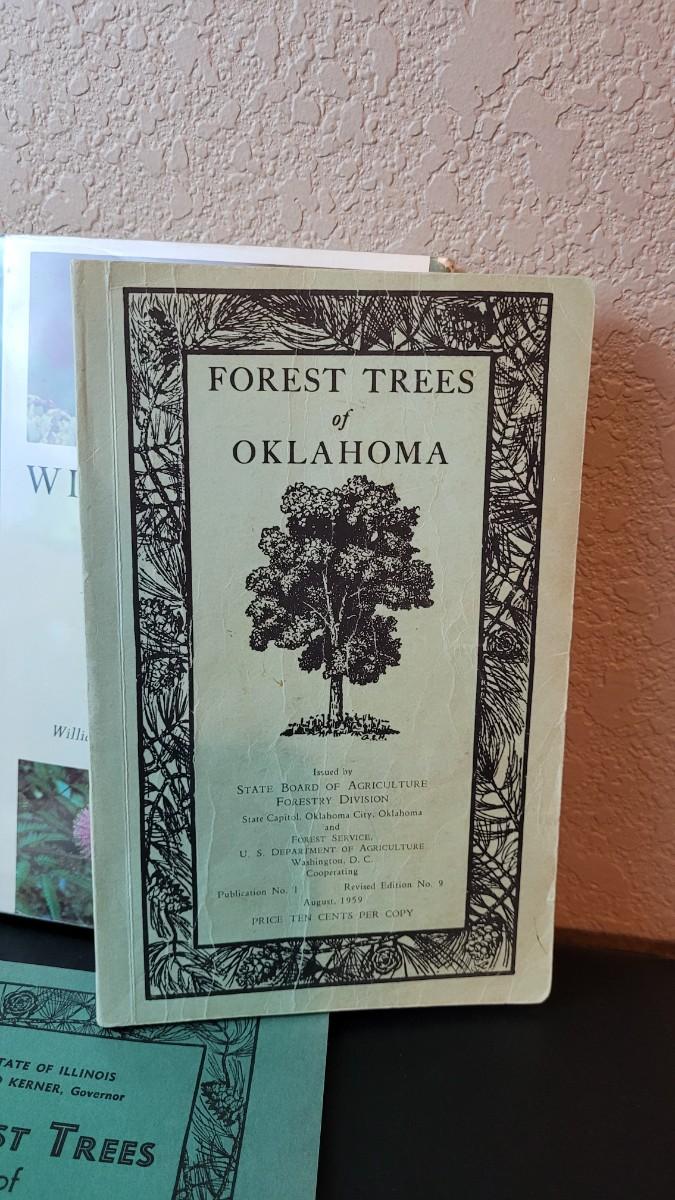 FOREST TREES
of
OKLAHOMA
G.R.H.
Issued by
STATE BOARD OF AGRICULTURE
FORESTRY DIVISION
State Capitol, Oklahoma City, Oklahoma
and
FOREST SERVICE,
U. S. DEPARTMENT OF AGRICULTURE
Washington, D. C.
Cooperating
Publication No. 1 Revised Edition No. 9
August, 1959
PRICE TEN CENTS PER COPY
WI
Willia
TATE OF ILLINOIS
O KERNER, Governor
ST TREES
of